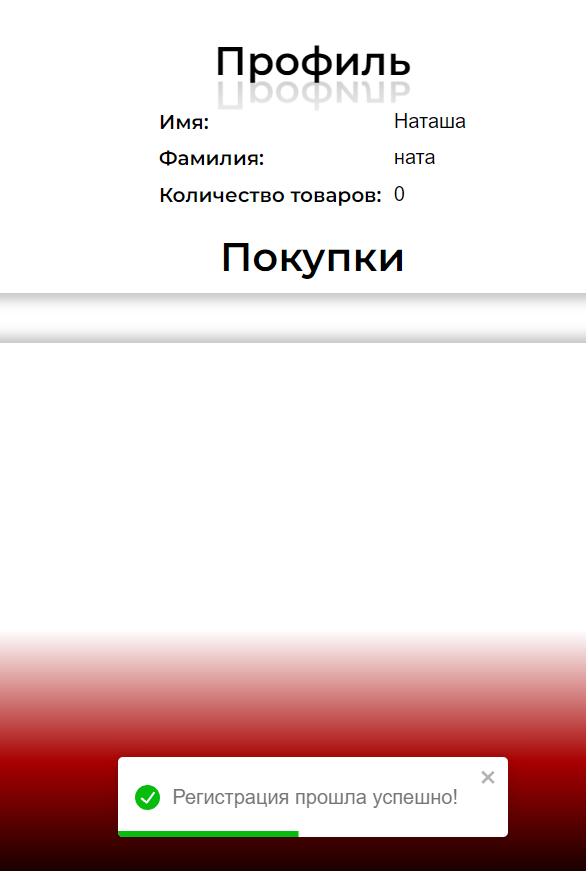 Профиль
Имя: Наташа
Фамилия: ната
Количество товаров: 0
Покупки
Регистрация прошла успешно!